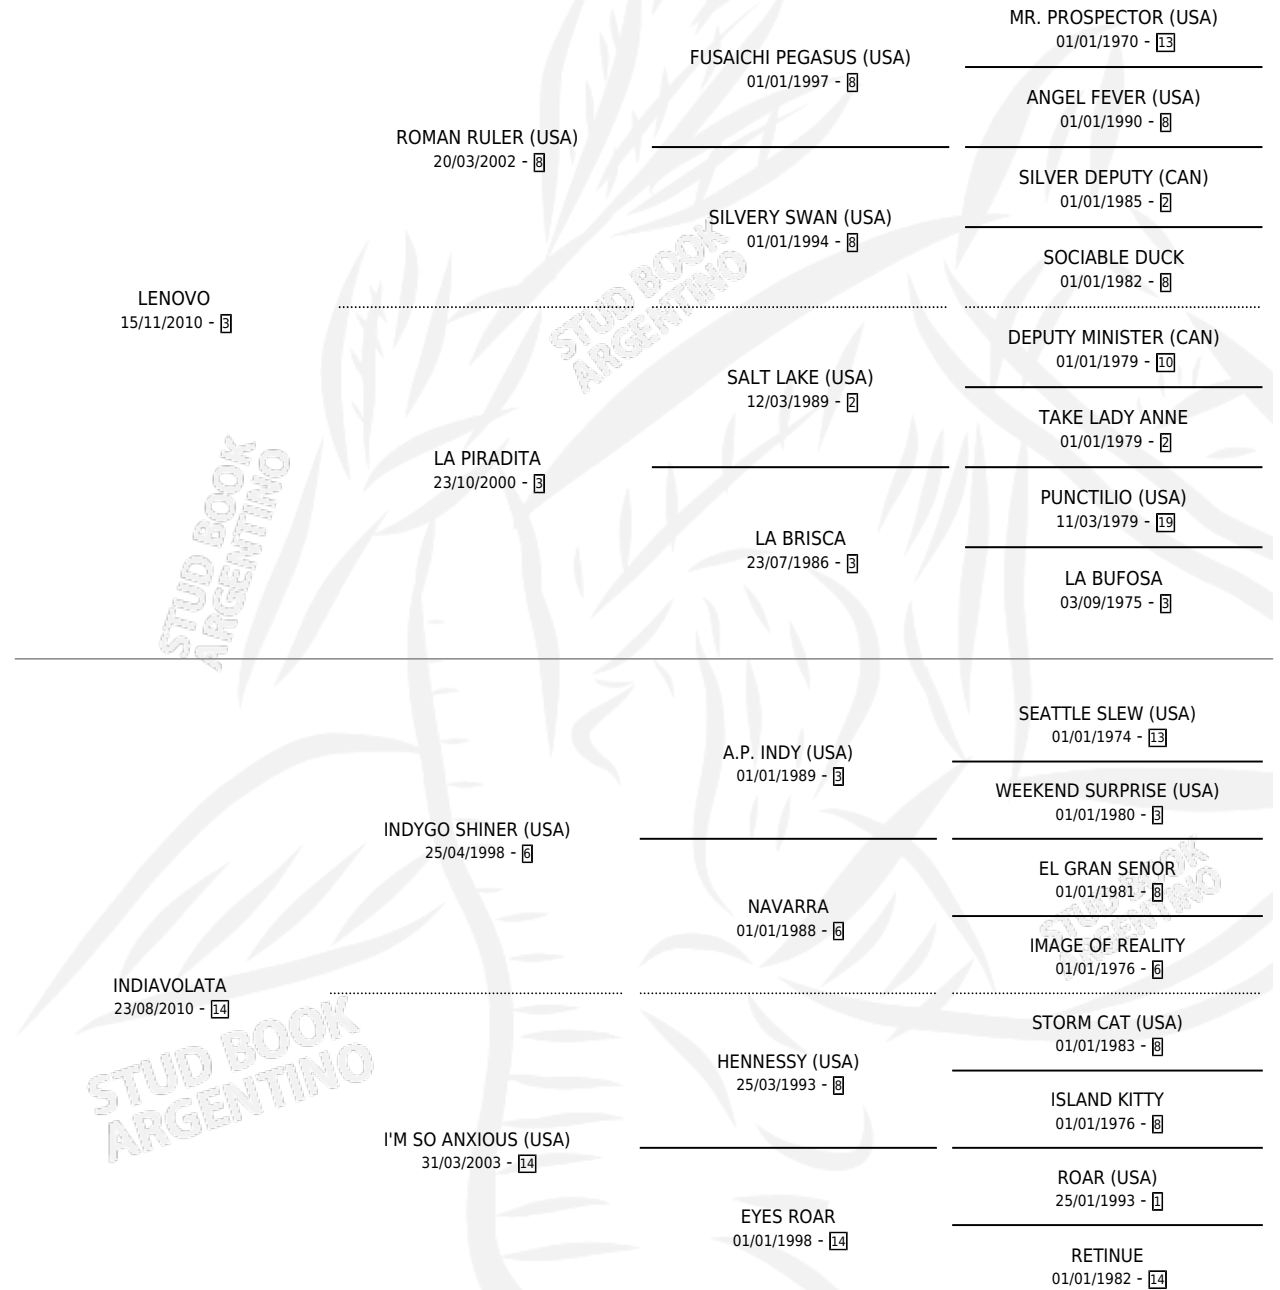 MR. PROSPECTOR (USA)
01/01/1970 - 13
FUSAICHI PEGASUS (USA)
01/01/1997 - 8
ANGEL FEVER (USA)
01/01/1990 - 8
ROMAN RULER (USA)
20/03/2002 - 8
SILVER DEPUTY (CAN)
01/01/1985 - 2
SILVERY SWAN (USA)
01/01/1994 - 8
SOCIABLE DUCK
01/01/1982 - 8
LENOVO
15/11/2010 - 3
DEPUTY MINISTER (CAN)
01/01/1979 - 10
SALT LAKE (USA)
12/03/1989 - 2
TAKE LADY ANNE
01/01/1979 - 2
LA PIRADITA
23/10/2000 - 3
PUNCTILIO (USA)
11/03/1979 - 19
LA BRISCA
23/07/1986 - 3
LA BUFOSA
03/09/1975 - 3
STUD BOOK
ARGENTINO
STUD BOOK
ARGENTINO
SEATTLE SLEW (USA)
01/01/1974 - 13
A.P. INDY (USA)
01/01/1989 - 3
WEEKEND SURPRISE (USA)
01/01/1980 - 3
INDYGO SHINER (USA)
25/04/1998 - 6
EL GRAN SENOR
01/01/1981 - 8
NAVARRA
01/01/1988 - 6
IMAGE OF REALITY
01/01/1976 - 6
STUD BOOK
ARGENTINO
INDIAVOLATA
23/08/2010 - 14
STORM CAT (USA)
01/01/1983 - 8
HENNESSY (USA)
25/03/1993 - 8
ISLAND KITTY
01/01/1976 - 8
I'M SO ANXIOUS (USA)
31/03/2003 - 14
ROAR (USA)
25/01/1993 - 1
EYES ROAR
01/01/1998 - 14
RETINUE
01/01/1982 - 14
STUD BOOK
ARGENTINO